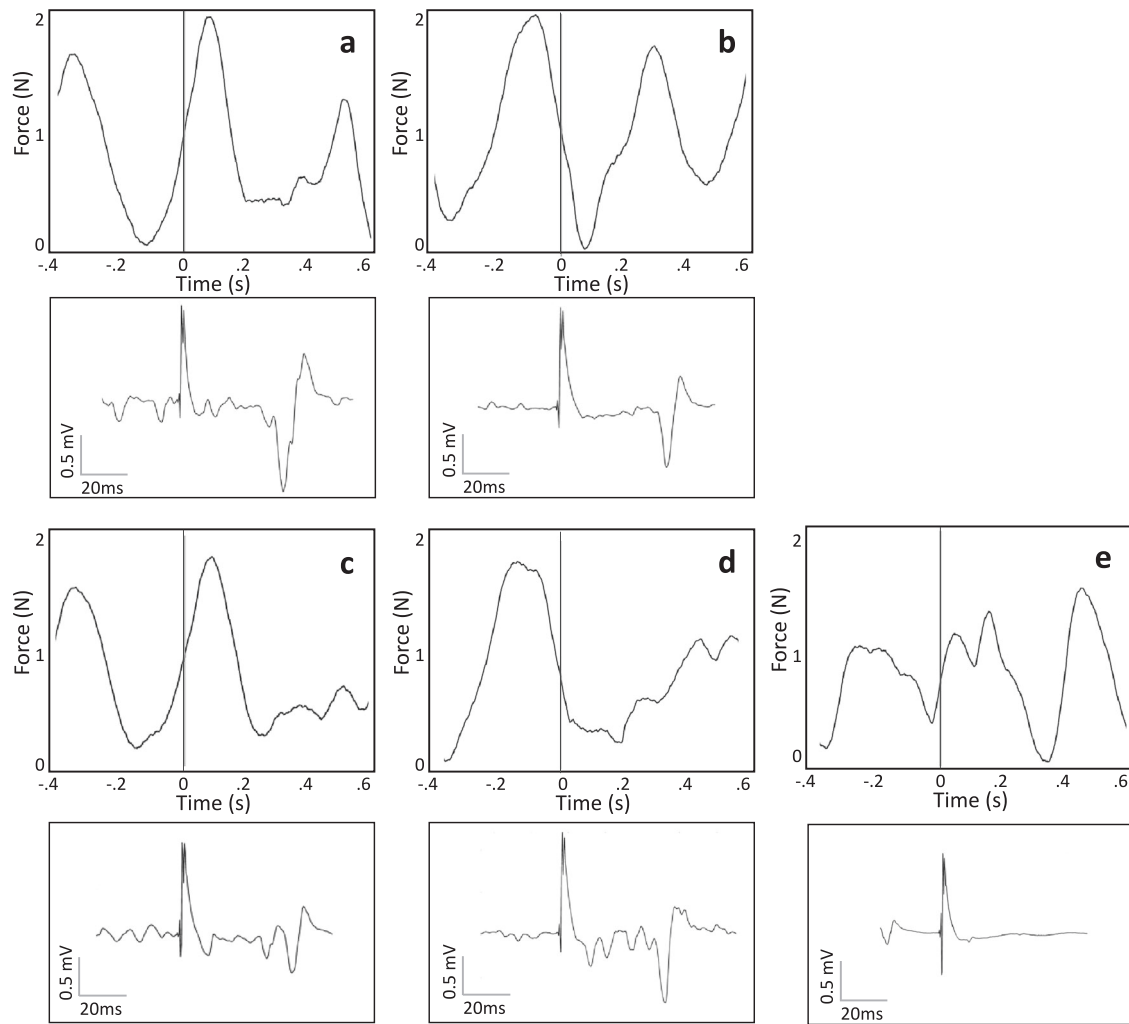 a
2
1
0
Force (N)
-.4 -.2 0 .2 .4 .6
Time (s)
b
2
1
0
Force (N)
-.4 -.2 0 .2 .4 .6
Time (s)
0.5 mV
20ms
0.5 mV
20ms
c
2
1
0
Force (N)
-.4 -.2 0 .2 .4 .6
Time (s)
d
2
1
0
Force (N)
-.4 -.2 0 .2 .4 .6
Time (s)
e
2
1
0
Force (N)
-.4 -.2 0 .2 .4 .6
Time (s)
0.5 mV
20ms
0.5 mV
20ms
0.5 mV
20ms